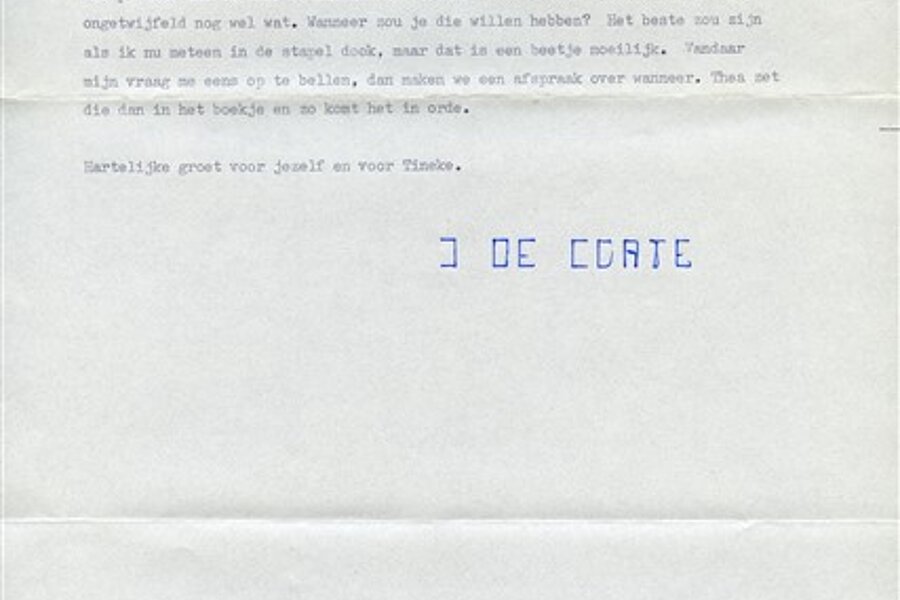 ongetwijfeld nog wel wat. Wanneer zou je die willen hebben? Het beste zou zijn
als ik nu meteen in de stapel dook, maar dat is een beetje moeilijk. Vandaar
mijn vraag me eens op te bellen, dan maken we een afspraak over wanneer. Thea zet
die dan in het boekje en zo komt het in orde.
Hartelijke groet voor jezelf en voor Tineke.
J DE CORTE